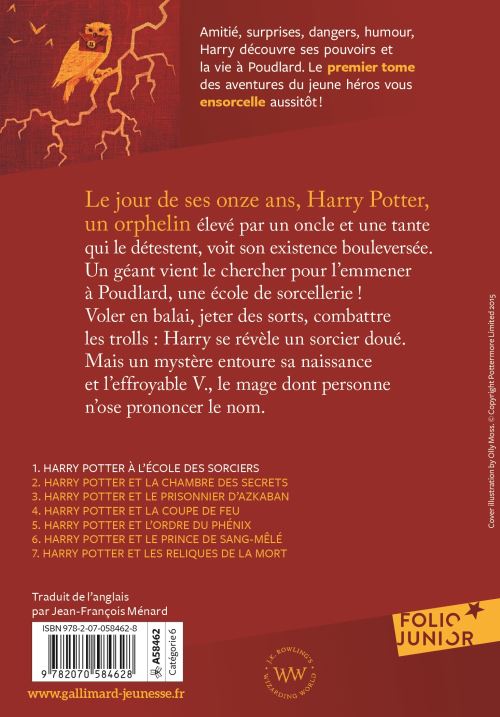 Amitié, surprises, dangers, humour,
Harry découvre ses pouvoirs et
la vie à Poudlard. Le premier tome
des aventures du jeune héros vous
ensorcelle aussitôt !
Le jour de ses onze ans, Harry Potter,
un orphelin élevé par un oncle et une tante
qui le détestent, voit son existence bouleversée.
Un géant vient le chercher pour l'emmener
à Poudlard, une école de sorcellerie !
Voler en balai, jeter des sorts, combattre
les trolls : Harry se révèle un sorcier doué.
Mais un mystère entoure sa naissance
et l'effroyable V., le mage dont personne
n'ose prononcer le nom.
Cover illustration by Olly Moss. © Copyright Pottermore Limited 2015
1. HARRY POTTER À L'ÉCOLE DES SORCIERS
2. HARRY POTTER ET LA CHAMBRE DES SECRETS
3. HARRY POTTER ET LE PRISONNIER D'AZKABAN
4. HARRY POTTER ET LA COUPE DE FEU
5. HARRY POTTER ET L'ORDRE DU PHÉNIX
6. HARRY POTTER ET LE PRINCE DE SANG-MÊLÉ
7. HARRY POTTER ET LES RELIQUES DE LA MORT
Traduit de l'anglais
par Jean-François Ménard
ISBN 978-2-07-058462-8
9 782070 584628
A58462
Catégorie 6
www.gallimard-jeunesse.fr
J.K. ROWLING'S
WW
WIZARDING WORLD
FOLIO
JUNIOR